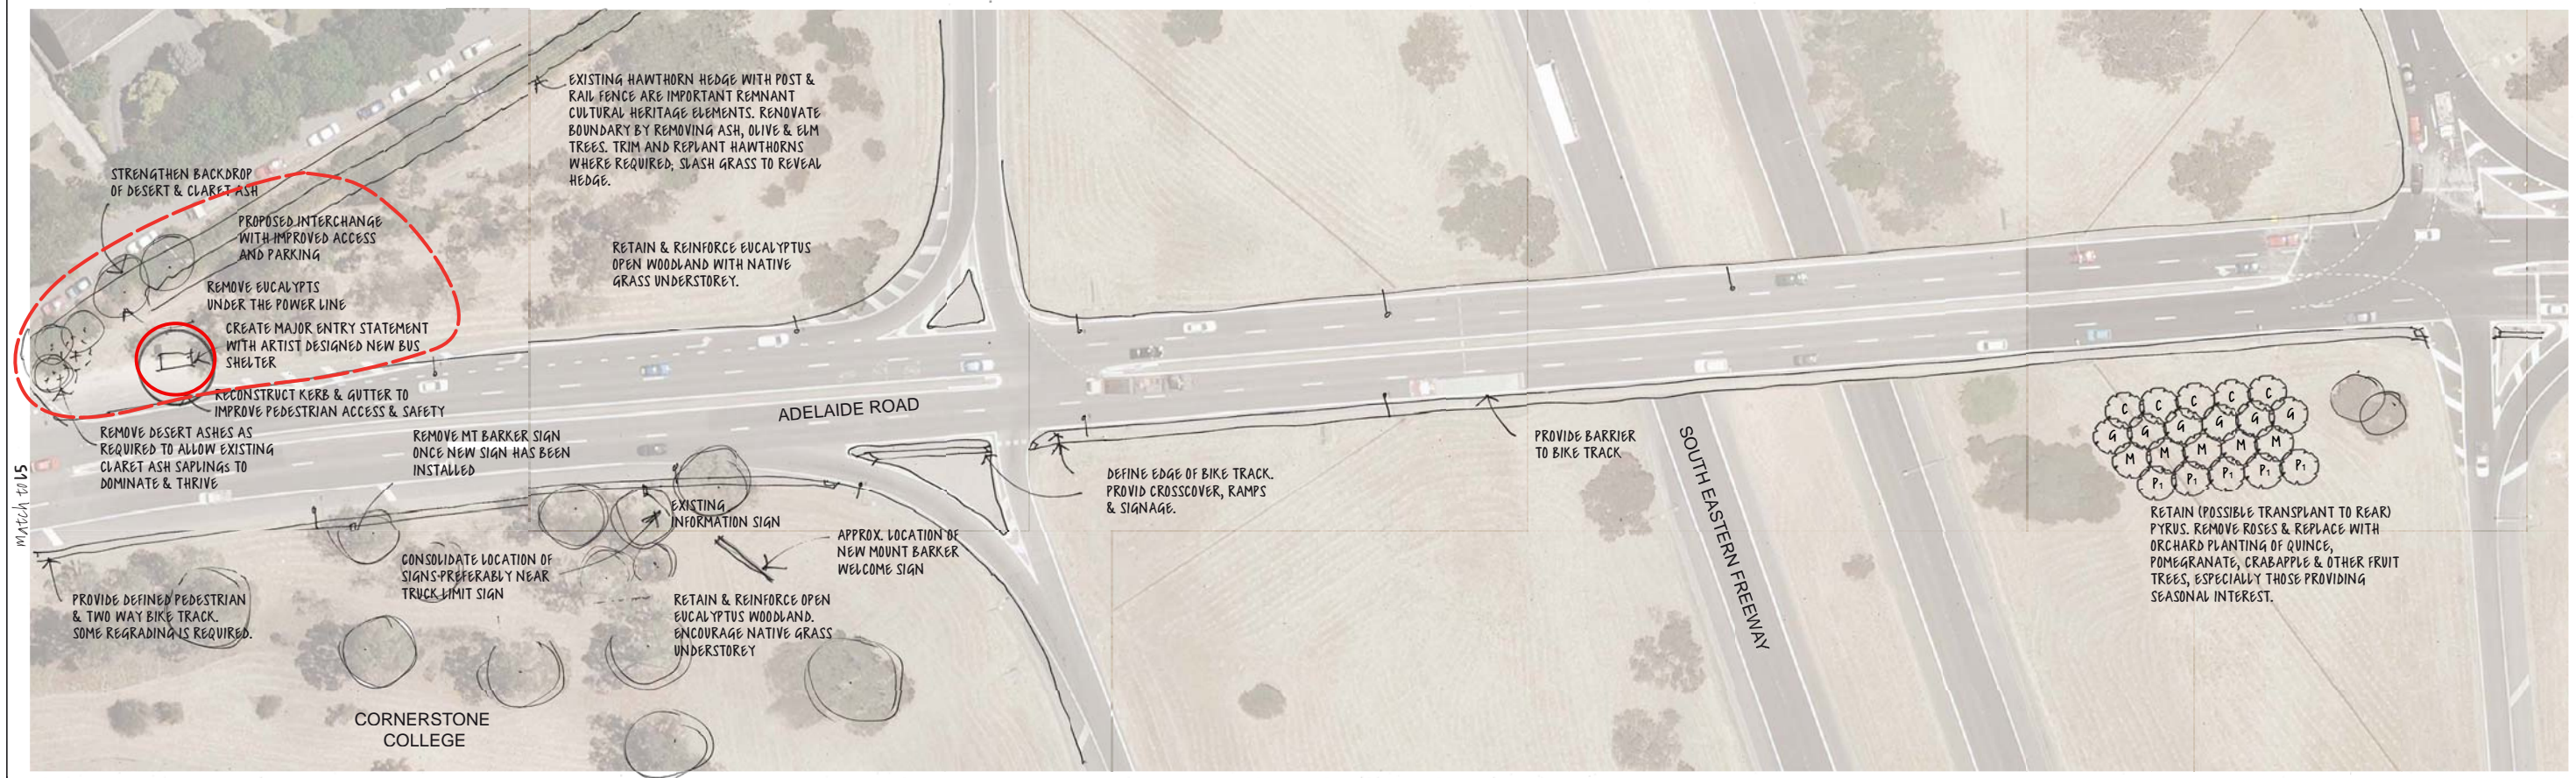 EXISTING HAWTHORN HEDGE WITH POST &
RAIL FENCE ARE IMPORTANT REMNANT
CULTURAL HERITAGE ELEMENTS. RENOVATE
BOUNDARY BY REMOVING ASH, OLIVE & ELM
TREES. TRIM AND REPLANT HAWTHORNS
WHERE REQUIRED, SLASH GRASS TO REVEAL
HEDGE.
STRENGTHEN BACKDROP
OF DESERT & CLARET ASH
PROPOSED INTERCHANGE
WITH IMPROVED ACCESS
AND PARKING
RETAIN & REINFORCE EUCALYPTUS
OPEN WOODLAND WITH NATIVE
GRASS UNDERSTOREY.
REMOVE EUCALYPTS
UNDER THE POWER LINE
CREATE MAJOR ENTRY STATEMENT
WITH ARTIST DESIGNED NEW BUS
SHELTER
RECONSTRUCT KERB & GUTTER TO
IMPROVE PEDESTRIAN ACCESS & SAFETY
ADELAIDE ROAD
REMOVE DESERT ASHES AS
REQUIRED TO ALLOW EXISTING
CLARET ASH SAPLINGS TO
DOMINATE & THRIVE
REMOVE MT BARKER SIGN
ONCE NEW SIGN HAS BEEN
INSTALLED
Match to L5
EXISTING
INFORMATION SIGN
APPROX. LOCATION OF
NEW MOUNT BARKER
WELCOME SIGN
CONSOLIDATE LOCATION OF
SIGNS-PREFERABLY NEAR
TRUCK LIMIT SIGN
PROVIDE DEFINED PEDESTRIAN
& TWO WAY BIKE TRACK.
SOME REGRADING IS REQUIRED.
RETAIN & REINFORCE OPEN
EUCALYPTUS WOODLAND.
ENCOURAGE NATIVE GRASS
UNDERSTOREY
CORNERSTONE
COLLEGE
DEFINE EDGE OF BIKE TRACK.
PROVID CROSSCOVER, RAMPS
& SIGNAGE.
PROVIDE BARRIER
TO BIKE TRACK
SOUTH EASTERN FREEWAY
C C C C C
G G G G G G
M M M M M
P1 P1 P1 P1 P1
RETAIN (POSSIBLE TRANSPLANT TO REAR)
PYRUS. REMOVE ROSES & REPLACE WITH
ORCHARD PLANTING OF QUINCE,
POMEGRANATE, CRABAPPLE & OTHER FRUIT
TREES, ESPECIALLY THOSE PROVIDING
SEASONAL INTEREST.